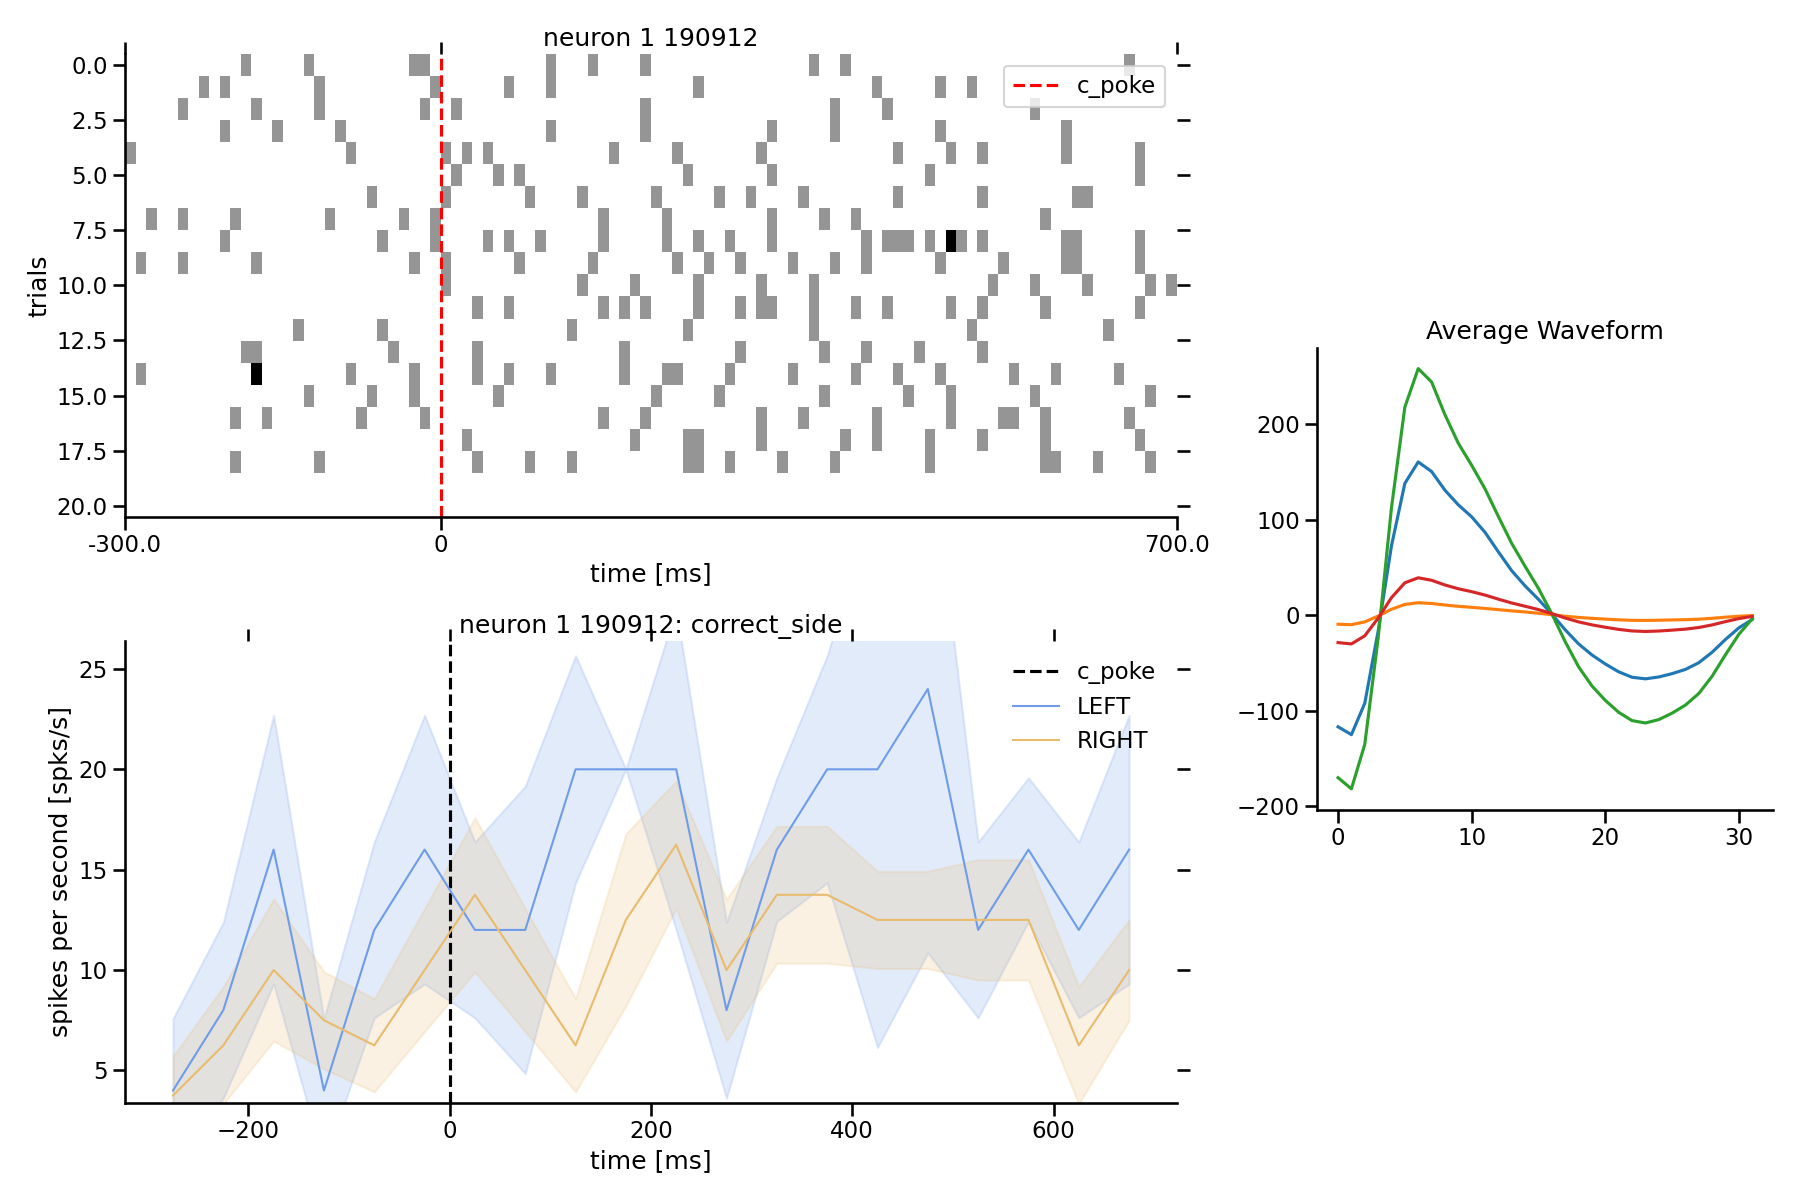 neuron 1 190912
c_poke
trials
0.0
2.5
5.0
7.5
10.0
12.5
15.0
17.5
20.0
-300.0
0
700.0
time [ms]
neuron 1 190912: correct_side
c_poke
LEFT
RIGHT
spikes per second [spks/s]
25
20
15
10
5
−200
0
200
400
600
time [ms]
Average Waveform
200
100
0
−100
−200
0
10
20
30